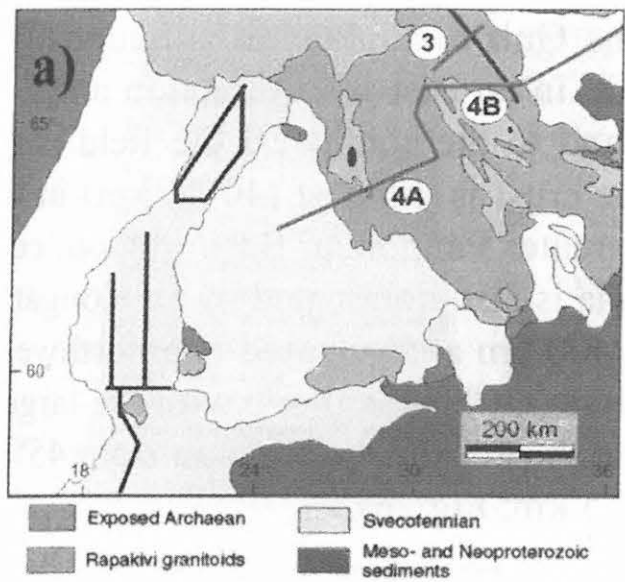 a)
3
65
4B
4A
60°
200 km
18
24
30
36
Exposed Archaean
Svecofennian
Rapakivi granitoids
Meso- and Neoproterozoic
sediments